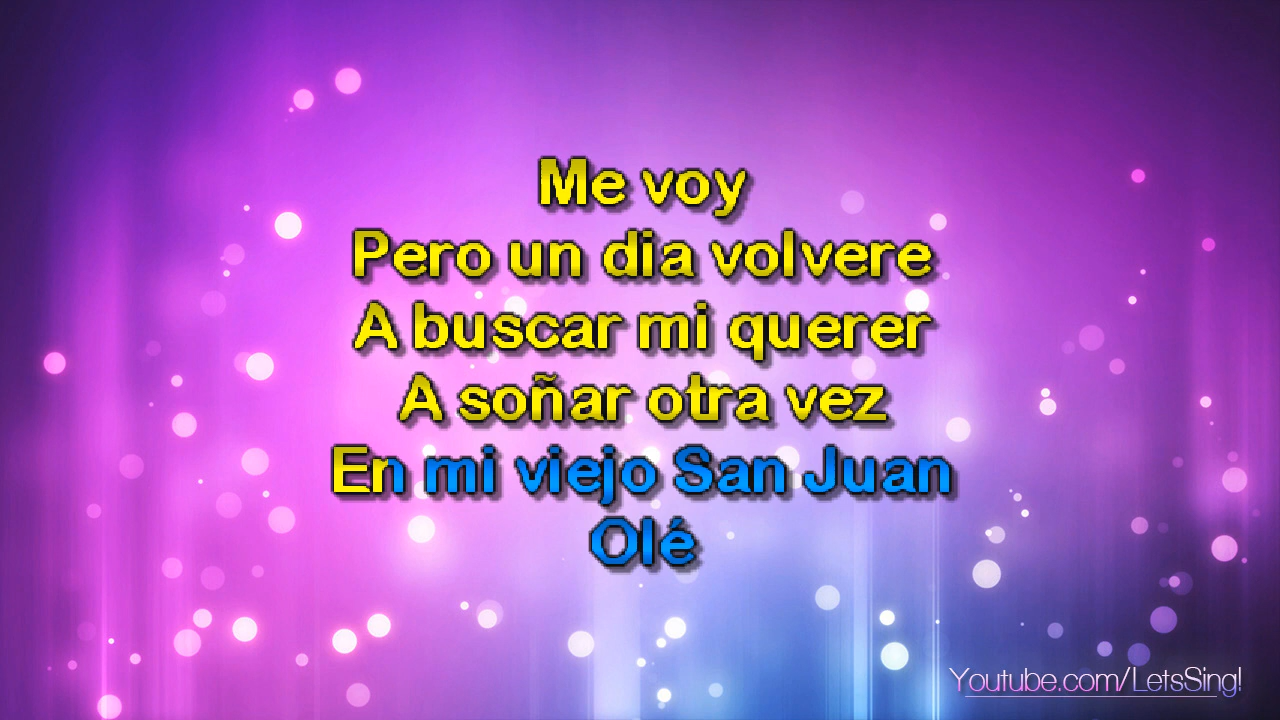 Me voy
Pero un dia volvere
A buscar mi querer
A soñar otra vez
En mi viejo San Juan
Olé
Youtube.com/LetsSing!